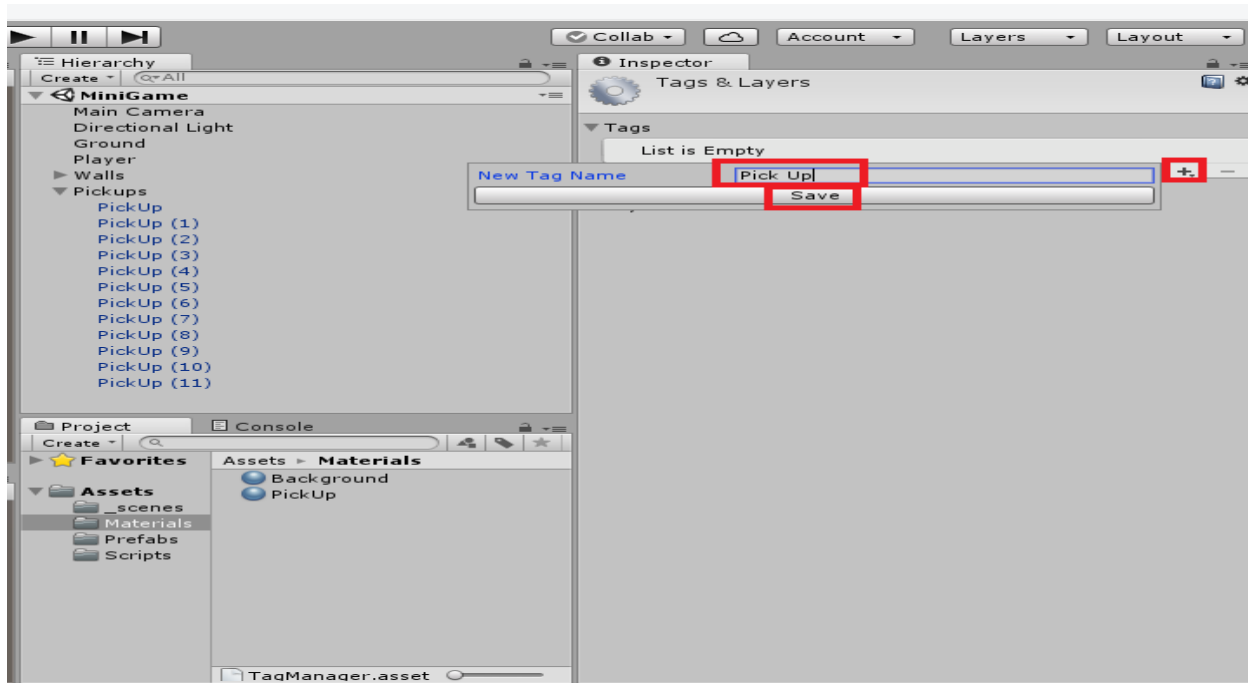 Collab
Account
Layers
Layout
Hierarchy
Create
All
MiniGame
Main Camera
Directional Light
Ground
Player
Walls
Pickups
PickUp
PickUp (1)
PickUp (2)
PickUp (3)
PickUp (4)
PickUp (5)
PickUp (6)
PickUp (7)
PickUp (8)
PickUp (9)
PickUp (10)
PickUp (11)
Inspector
Tags & Layers
Tags
List is Empty
New Tag Name Pick Up
Save
Project
Console
Create
Favorites
Assets
_scenes
Materials
Prefabs
Scripts
Assets Materials
Background
PickUp
TagManager.asset